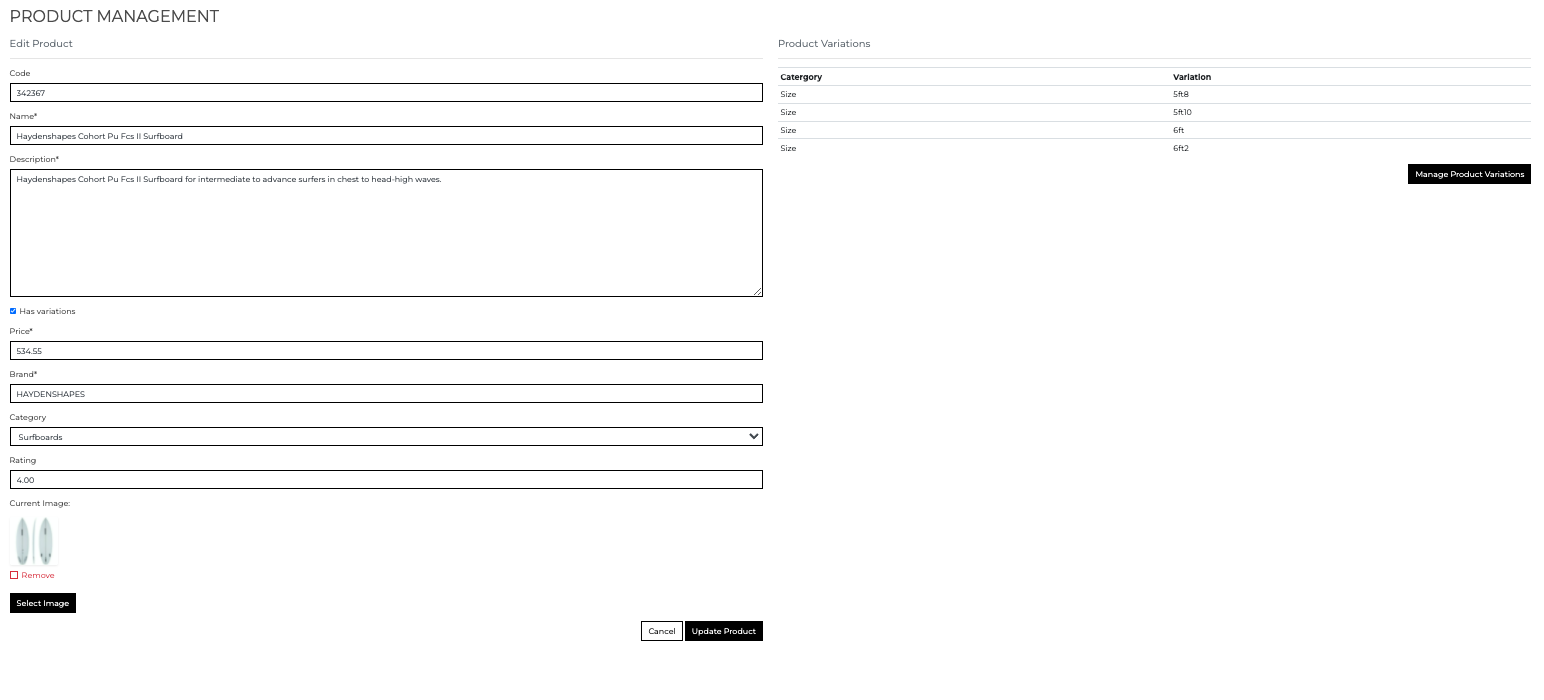 PRODUCT MANAGEMENT
Edit Product
Code
342367
Name*
Haydenshapes Cohort Pu Fcs II Surfboard
Description*
Haydenshapes Cohort Pu Fcs II Surfboard for intermediate to advance surfers in chest to head-high waves.
Has variations
Price*
534.55
Brand*
HAYDENSHAPES
Category
Surfboards
Rating
4.00
Current Image:
Remove
Select Image
Cancel Update Product
Product Variations
Catergory Variation
Size 5ft8
Size 5ft10
Size 6ft
Size 6ft2
Manage Product Variations